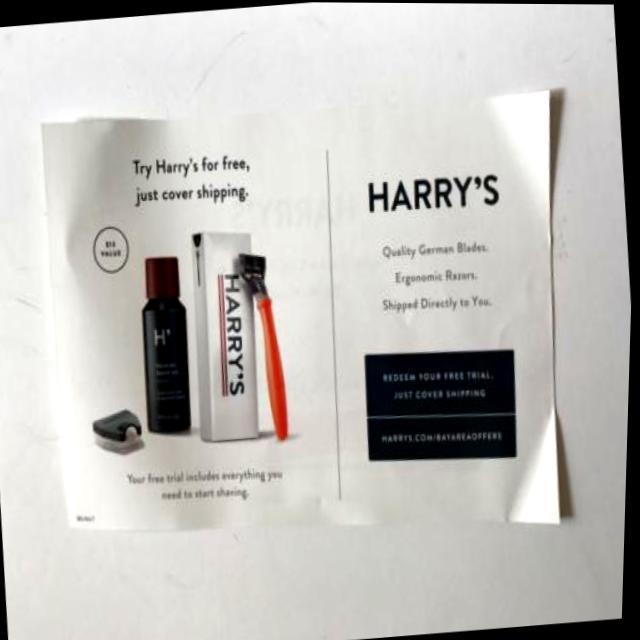 Try Harry's for free,
just cover shipping.
$13
VALUE
H'
HARRY'S
Your free trial includes everything you
need to start shaving.
HARRY'S
Quality German Blades.
Ergonomic Razors.
Shipped Directly to You.
REDEEM YOUR FREE TRIAL,
JUST COVER SHIPPING
HARRYS.COM/BAYAREAOFFERS